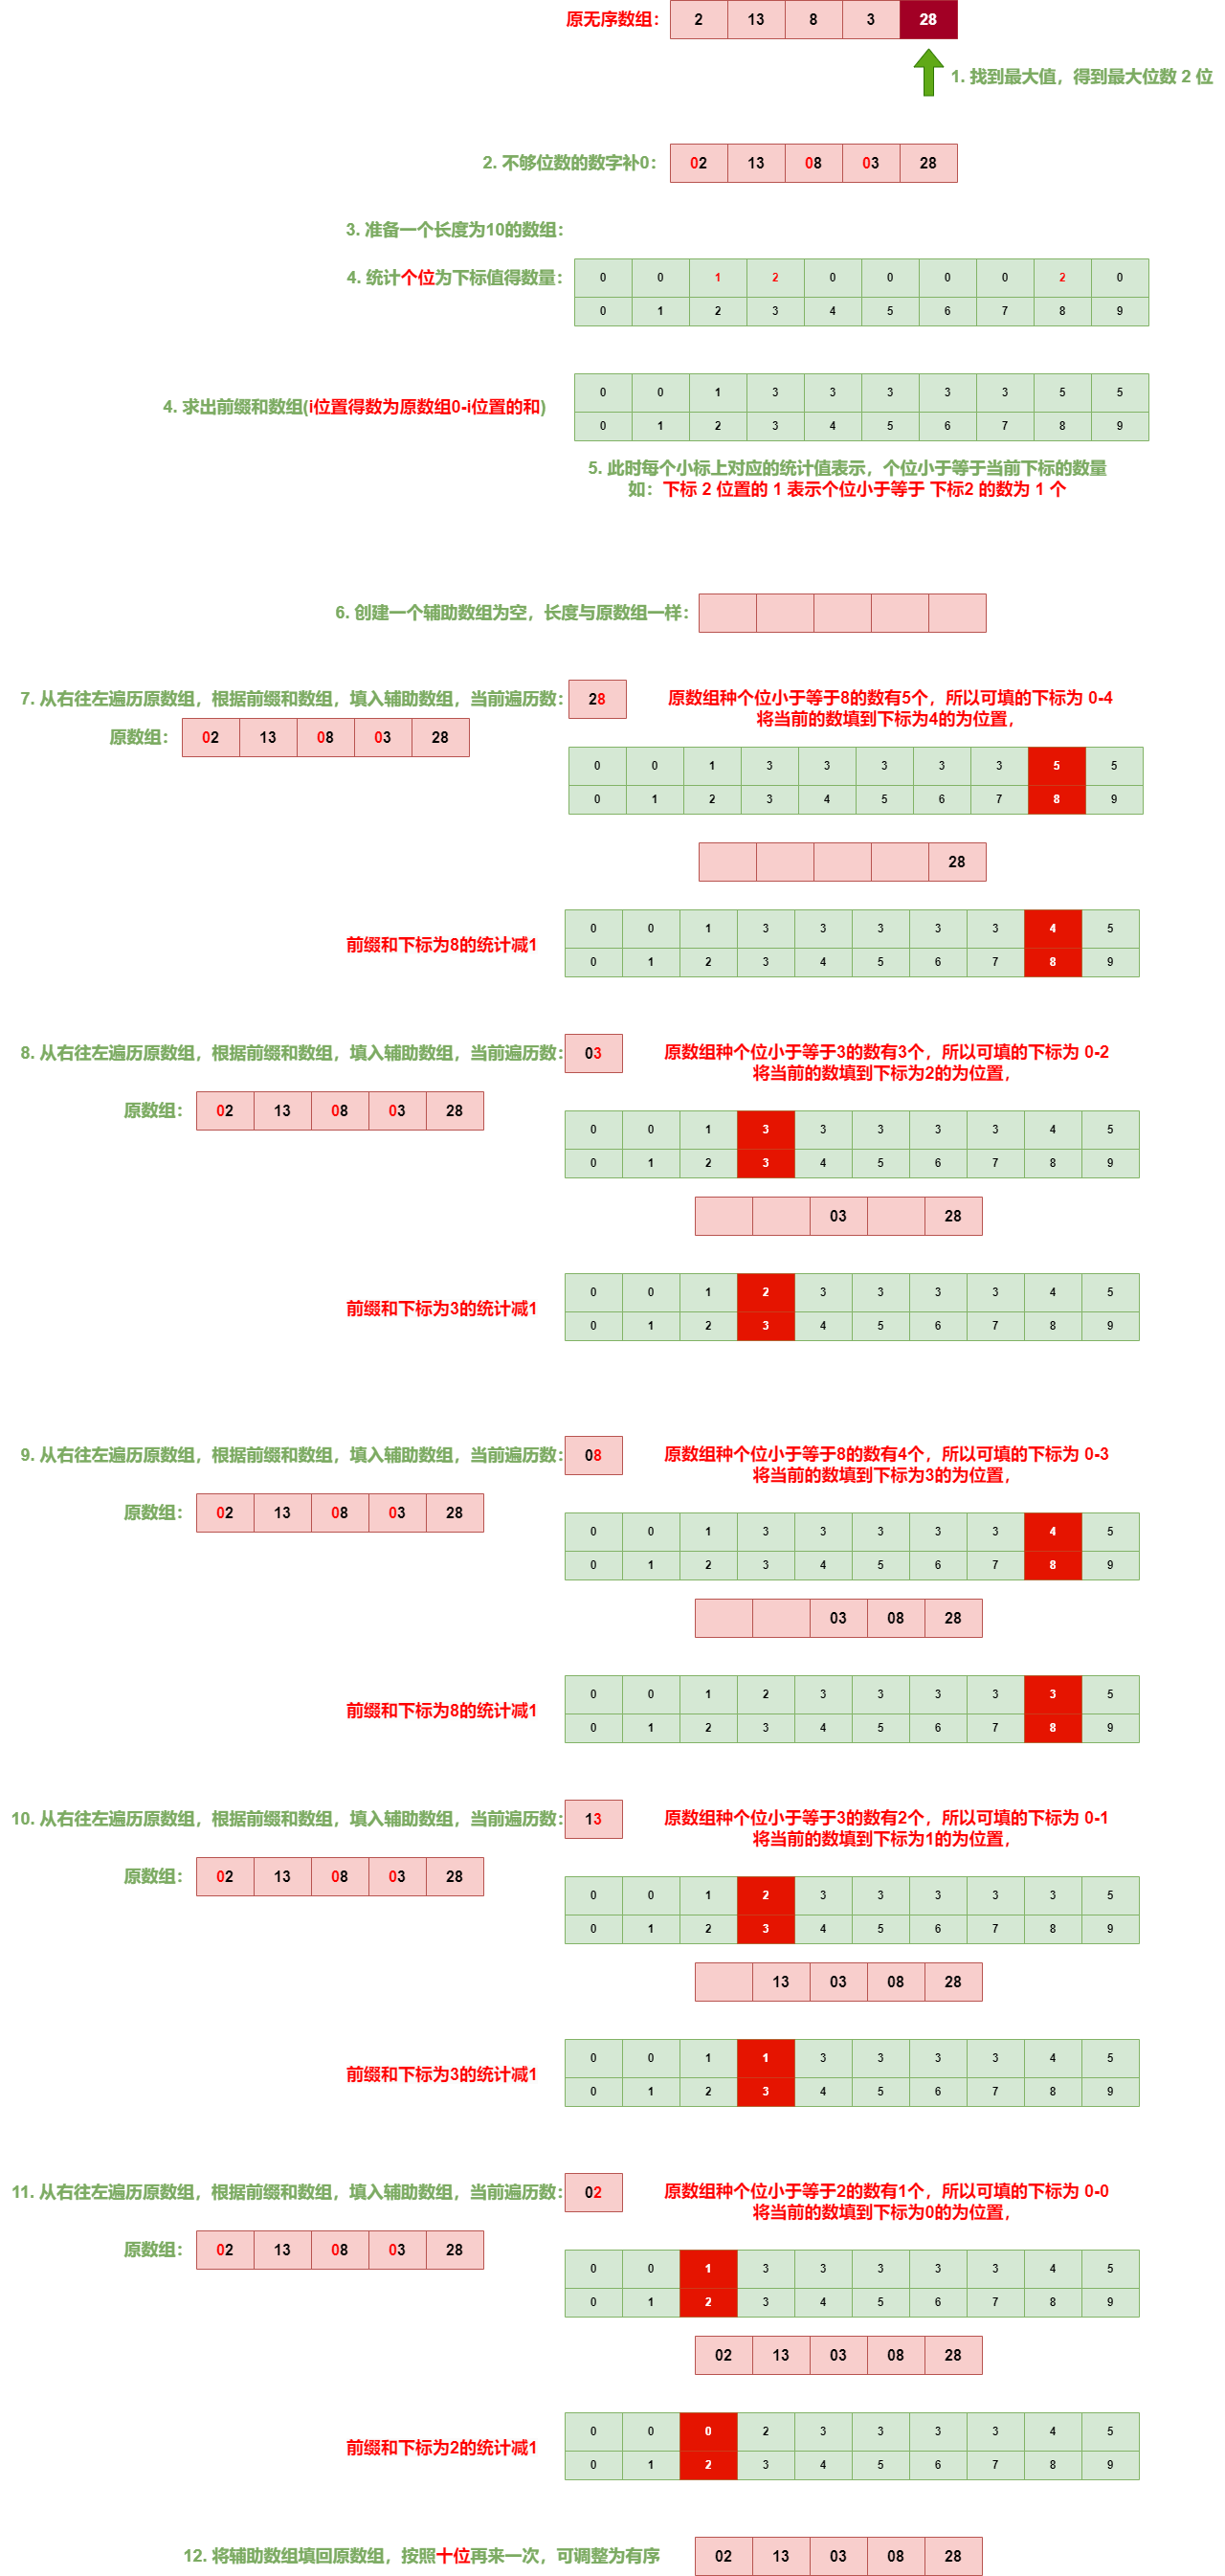 原无序数组： 2 13 8 3 28
1. 找到最大值，得到最大位数 2 位
2. 不够位数的数字补0： 02 13 08 03 28
3. 准备一个长度为10的数组：
4. 统计个位为下标值得数量： 0 0 1 2 0 0 0 0 2 0
0 1 2 3 4 5 6 7 8 9
0 0 1 3 3 3 3 3 5 5
4. 求出前缀和数组(i位置得数为原数组0-i位置的和)
0 1 2 3 4 5 6 7 8 9
5. 此时每个小标上对应的统计值表示，个位小于等于当前下标的数量
如：下标 2 位置的 1 表示个位小于等于 下标2 的数为 1 个
6. 创建一个辅助数组为空，长度与原数组一样：
7. 从右往左遍历原数组，根据前缀和数组，填入辅助数组，当前遍历数： 28
原数组种个位小于等于8的数有5个，所以可填的下标为 0-4
将当前的数填到下标为4的为位置，
原数组： 02 13 08 03 28
0 0 1 3 3 3 3 3 5 5
0 1 2 3 4 5 6 7 8 9
28
前缀和下标为8的统计减1
0 0 1 3 3 3 3 3 4 5
0 1 2 3 4 5 6 7 8 9
8. 从右往左遍历原数组，根据前缀和数组，填入辅助数组，当前遍历数： 03
原数组种个位小于等于3的数有3个，所以可填的下标为 0-2
将当前的数填到下标为2的为位置，
原数组： 02 13 08 03 28
0 0 1 3 3 3 3 3 4 5
0 1 2 3 4 5 6 7 8 9
03 28
前缀和下标为3的统计减1
0 0 1 2 3 3 3 3 4 5
0 1 2 3 4 5 6 7 8 9
9. 从右往左遍历原数组，根据前缀和数组，填入辅助数组，当前遍历数： 08
原数组种个位小于等于8的数有4个，所以可填的下标为 0-3
将当前的数填到下标为3的为位置，
原数组： 02 13 08 03 28
0 0 1 3 3 3 3 3 4 5
0 1 2 3 4 5 6 7 8 9
03 08 28
前缀和下标为8的统计减1
0 0 1 2 3 3 3 3 3 5
0 1 2 3 4 5 6 7 8 9
10. 从右往左遍历原数组，根据前缀和数组，填入辅助数组，当前遍历数： 13
原数组种个位小于等于3的数有2个，所以可填的下标为 0-1
将当前的数填到下标为1的为位置，
原数组： 02 13 08 03 28
0 0 1 2 3 3 3 3 3 5
0 1 2 3 4 5 6 7 8 9
13 03 08 28
前缀和下标为3的统计减1
0 0 1 1 3 3 3 3 4 5
0 1 2 3 4 5 6 7 8 9
11. 从右往左遍历原数组，根据前缀和数组，填入辅助数组，当前遍历数： 02
原数组种个位小于等于2的数有1个，所以可填的下标为 0-0
将当前的数填到下标为0的为位置，
原数组： 02 13 08 03 28
0 0 1 3 3 3 3 3 4 5
0 1 2 3 4 5 6 7 8 9
02 13 03 08 28
前缀和下标为2的统计减1
0 0 0 2 3 3 3 3 4 5
0 1 2 3 4 5 6 7 8 9
12. 将辅助数组填回原数组，按照十位再来一次，可调整为有序 02 13 03 08 28